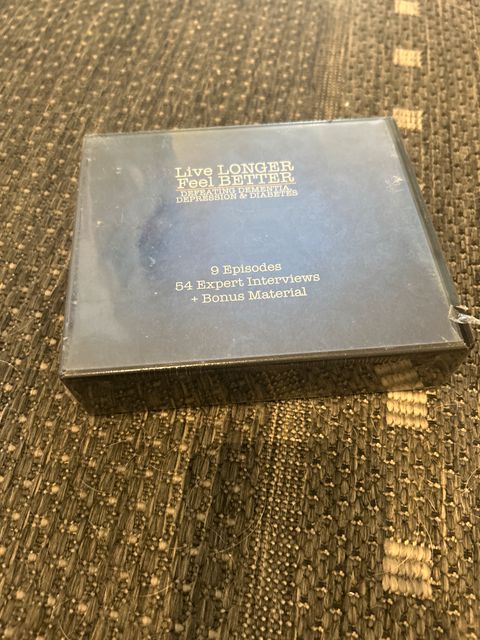 Live LONGER
Feel BETTER
DEFEATING DEMENTIA,
DEPRESSION & DIABETES
9 Episodes
54 Expert Interviews
+ Bonus Material